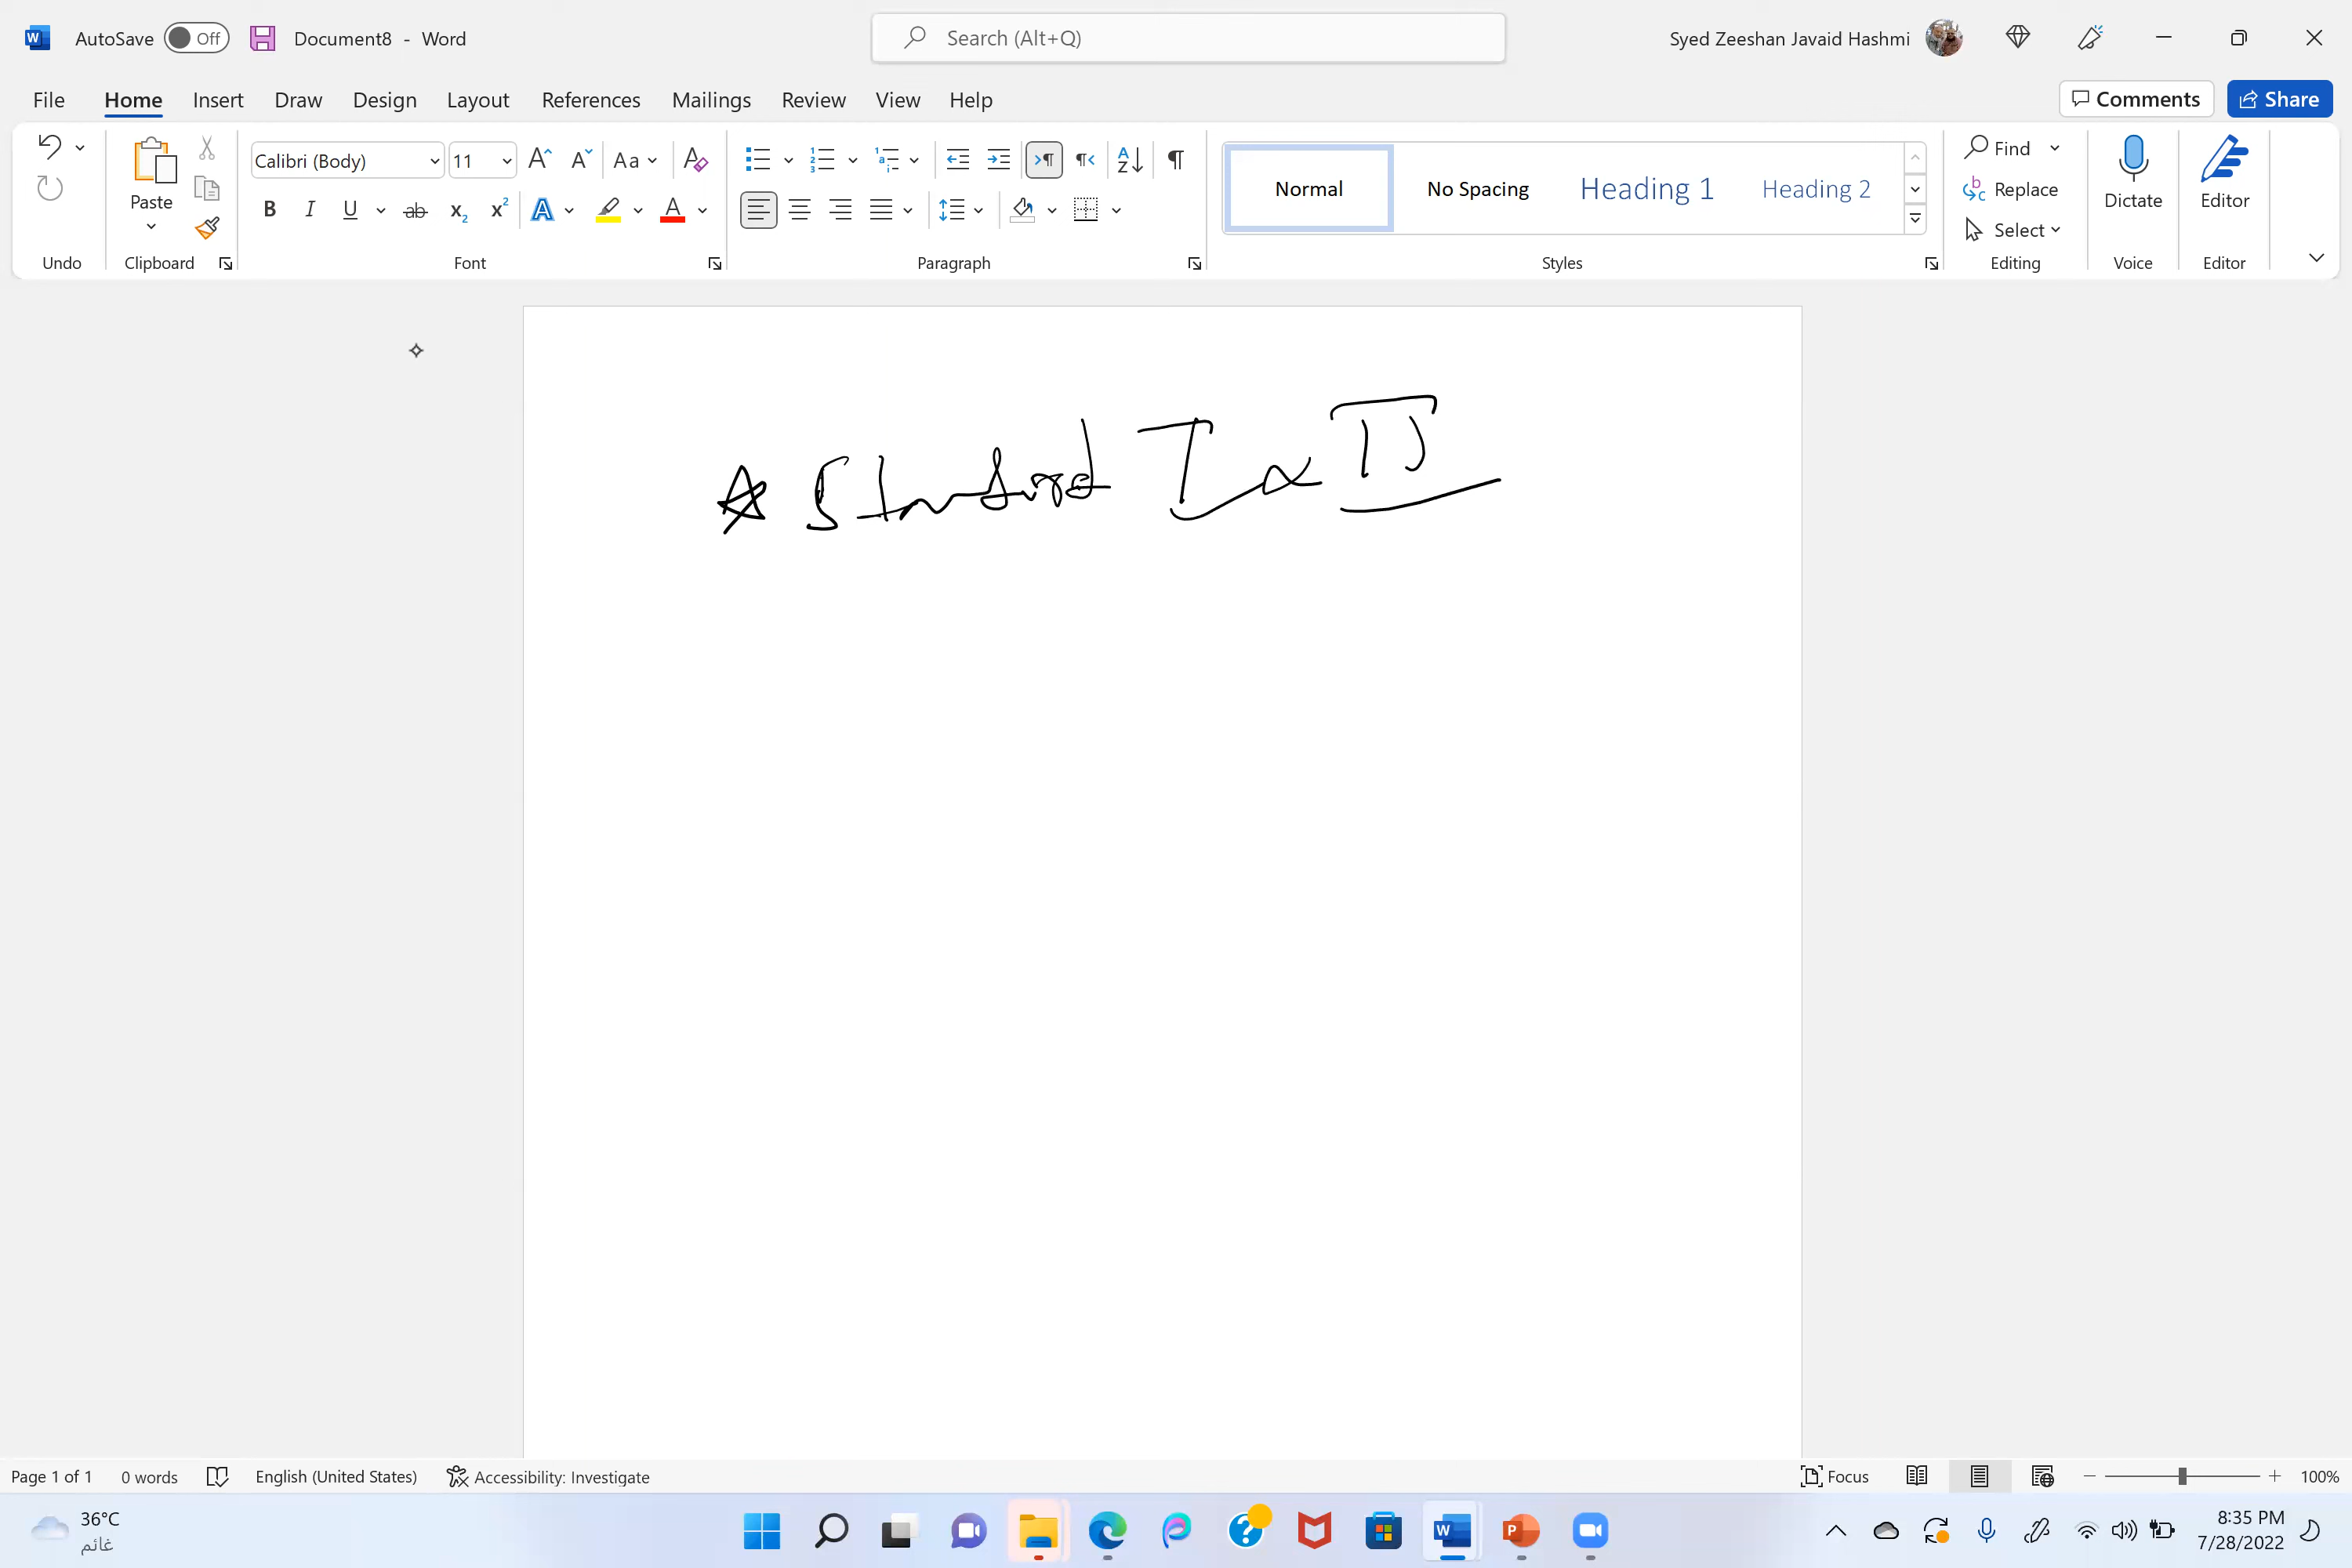 AutoSave Off Document8 - Word Search (Alt+Q) Syed Zeeshan Javaid Hashmi
File Home Insert Draw Design Layout References Mailings Review View Help Comments Share
Calibri (Body) 11 Normal No Spacing Heading 1 Heading 2
Paste
Find
Replace
Select
Dictate
Editor
Undo Clipboard Font Paragraph Styles Editing Voice Editor
Standard Tax
Page 1 of 1 0 words English (United States) Accessibility: Investigate Focus 100%
36°C
غائم
8:35 PM
7/28/2022